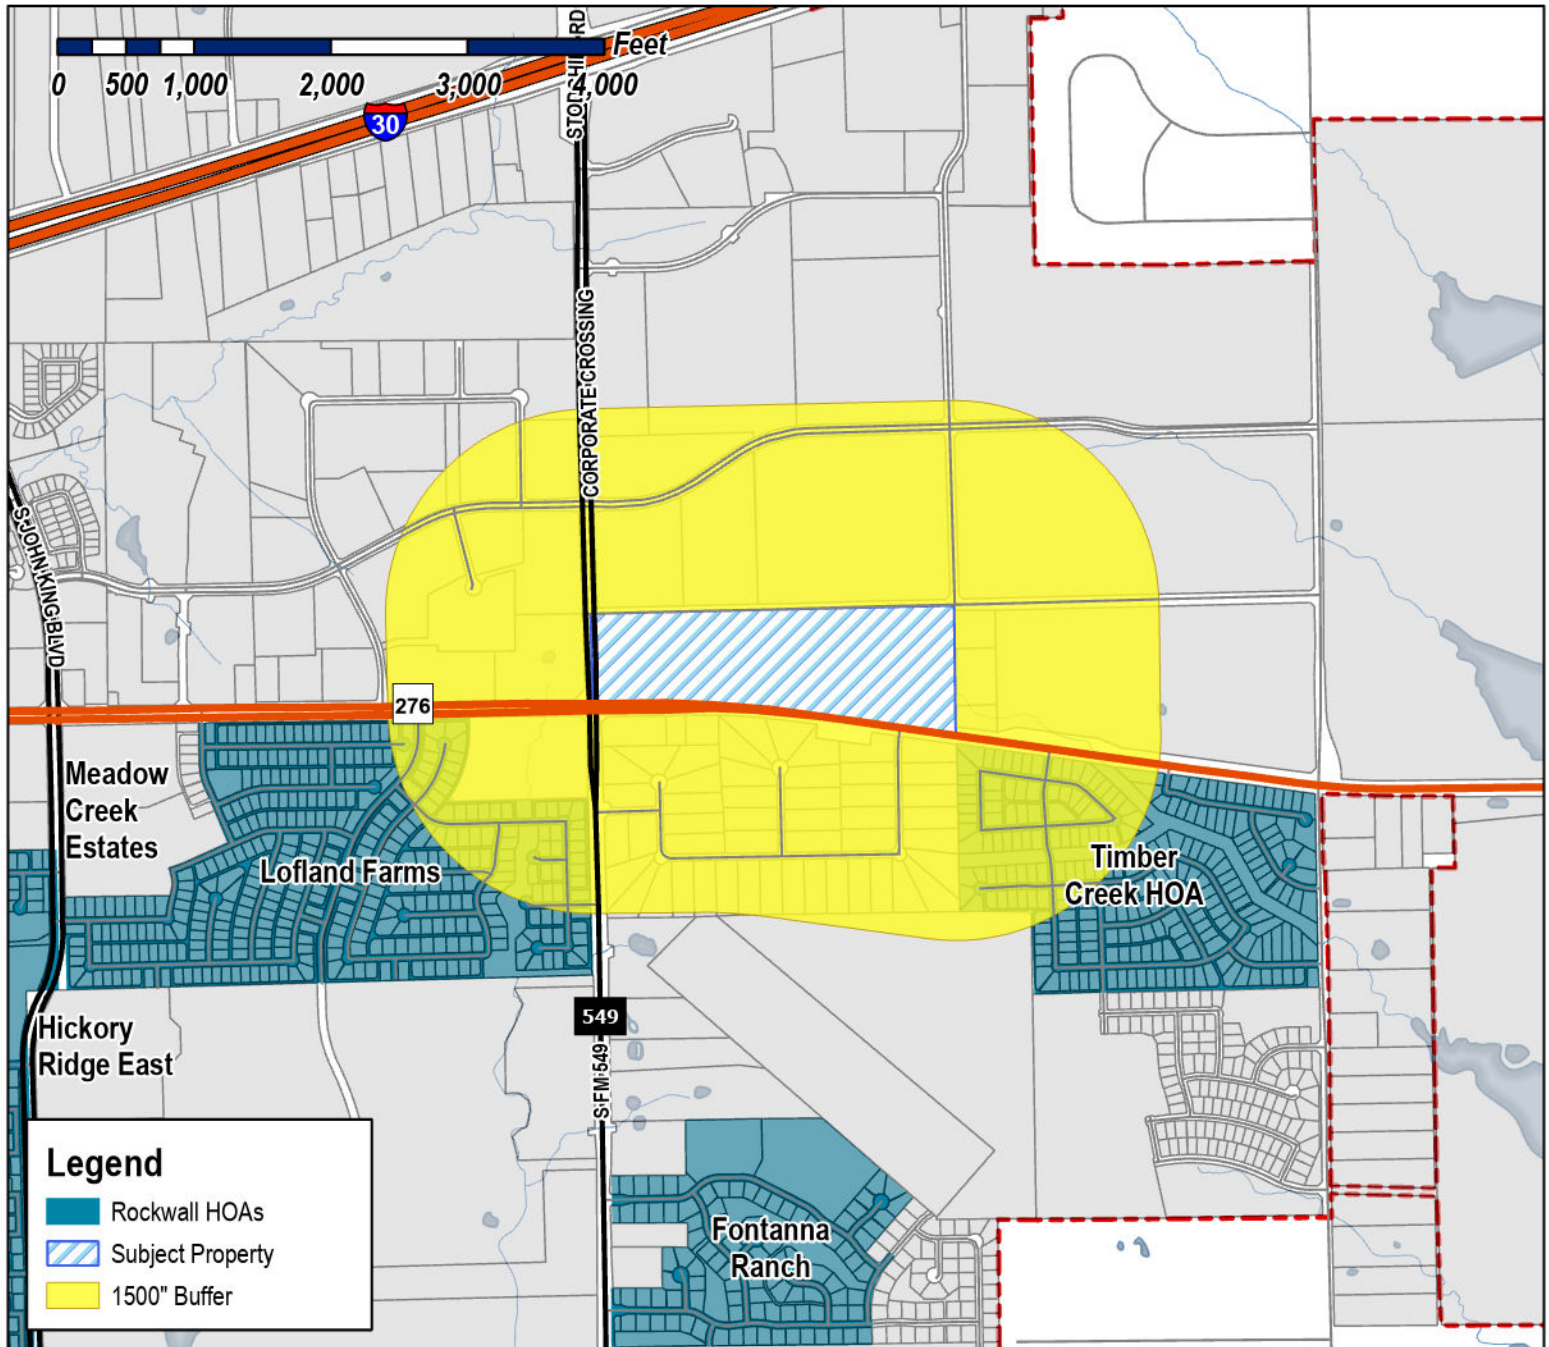 Feet
0 500 1,000 2,000 3,000 4,000
30
CORPORATE CROSSING
S JOHN KING BLVD
276
Meadow
Creek
Estates
Lofland Farms
Timber
Creek HOA
549
S FM 549
Hickory
Ridge East
Fontanna
Ranch
Legend
Rockwall HOAs
Subject Property
1500" Buffer